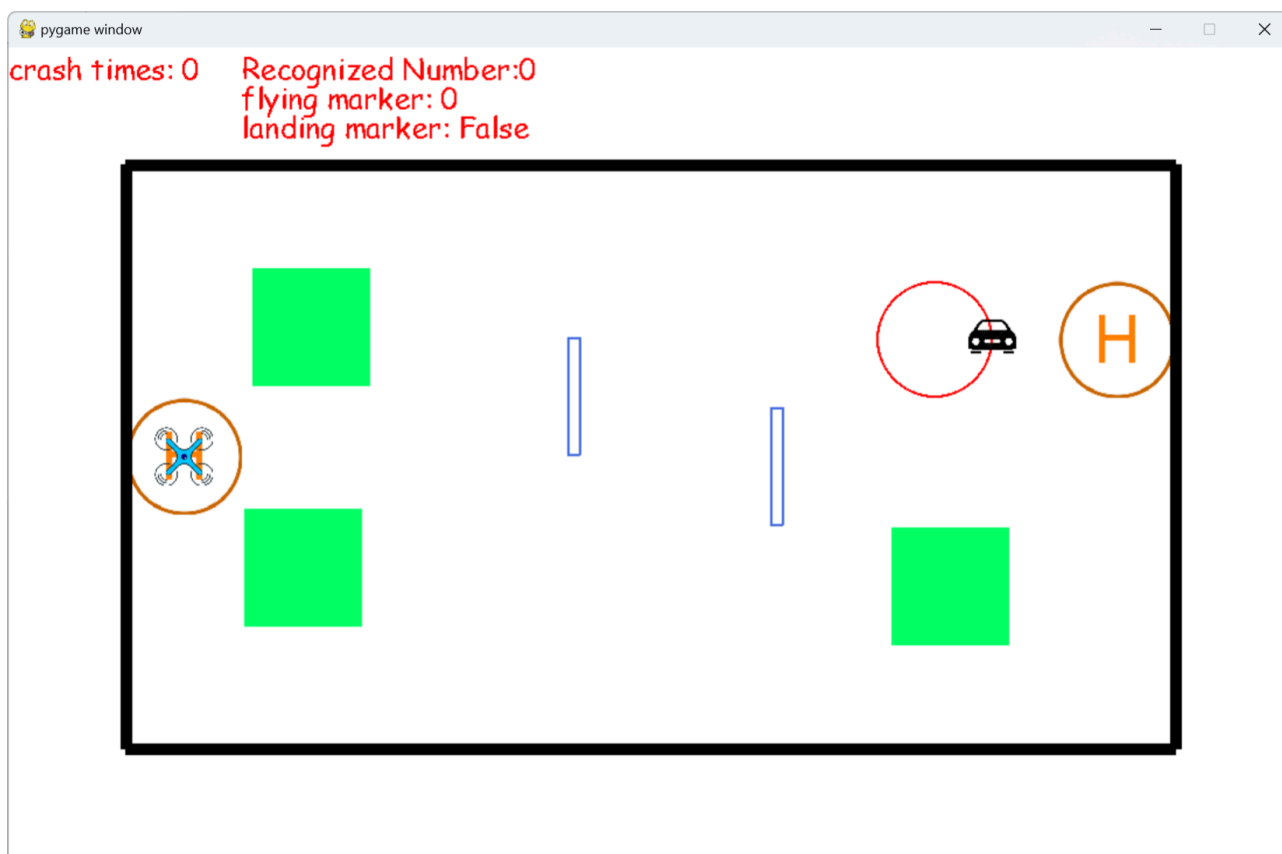 pygame window
crash times: 0
Recognized Number:0
flying marker: 0
landing marker: False
H